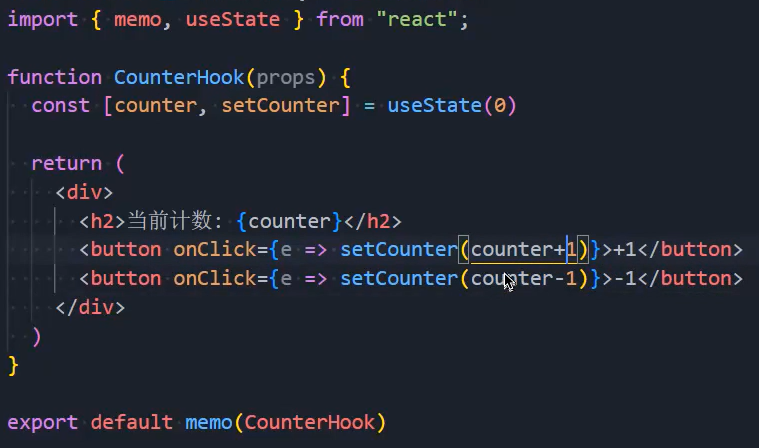 import { memo, useState } from "react";
function CounterHook(props) {
const [counter, setCounter] = useState(0)
return (
<div>
<h2>当前计数: {counter}</h2>
<button onClick={e => setCounter(counter+1)}>+1</button>
<button onClick={e => setCounter(counter-1)}>-1</button>
</div>
)
}
export default memo(CounterHook)